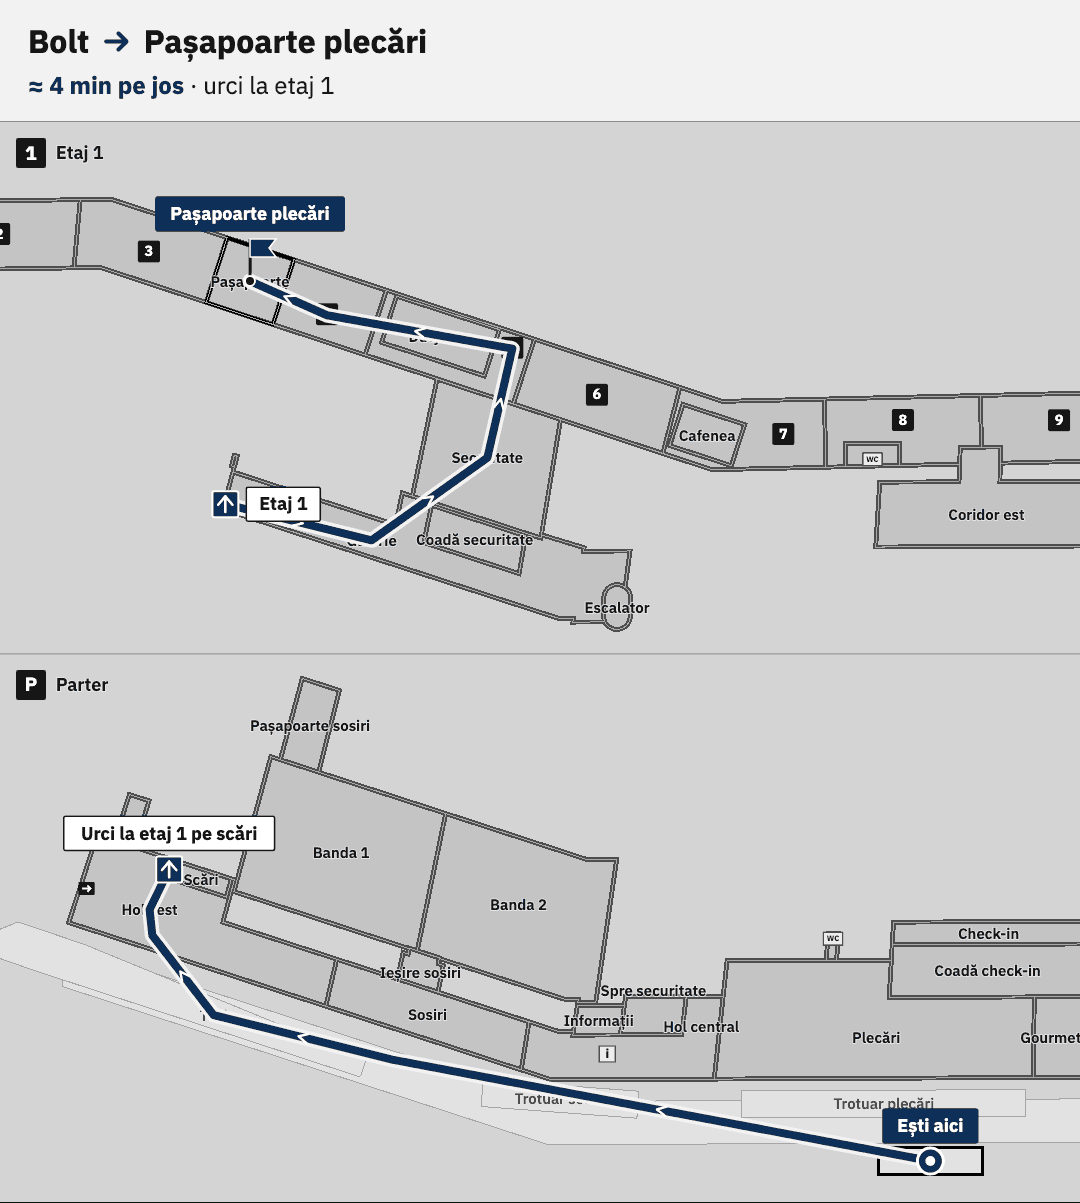 Bolt → Pașapoarte plecări
≈ 4 min pe jos · urci la etaj 1
1 Etaj 1
Pașapoarte plecări
2
3
6
Cafenea
7
8
9
wc
Coridor est
Etaj 1
Coadă securitate
Escalator
P Parter
Pașapoarte sosiri
Urci la etaj 1 pe scări
Scări
Banda 1
Banda 2
wc
Check-in
Coadă check-in
Ieșire sosiri
Spre securitate
Sosiri
Informații
Hol central
i
Plecări
Gourmet
Trotuar
Trotuar plecări
Ești aici